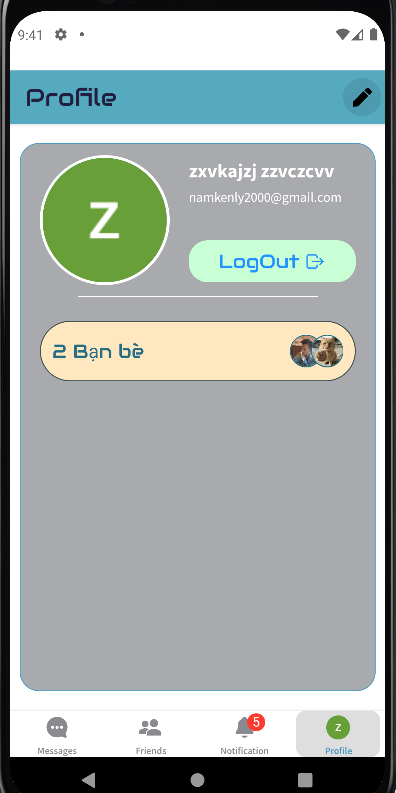 9:41
Profile
Z
zxvkajzj zzvczcvv
namkenly2000@gmail.com
LogOut
2 Bạn bè
5
Z
Messages
Friends
Notification
Profile